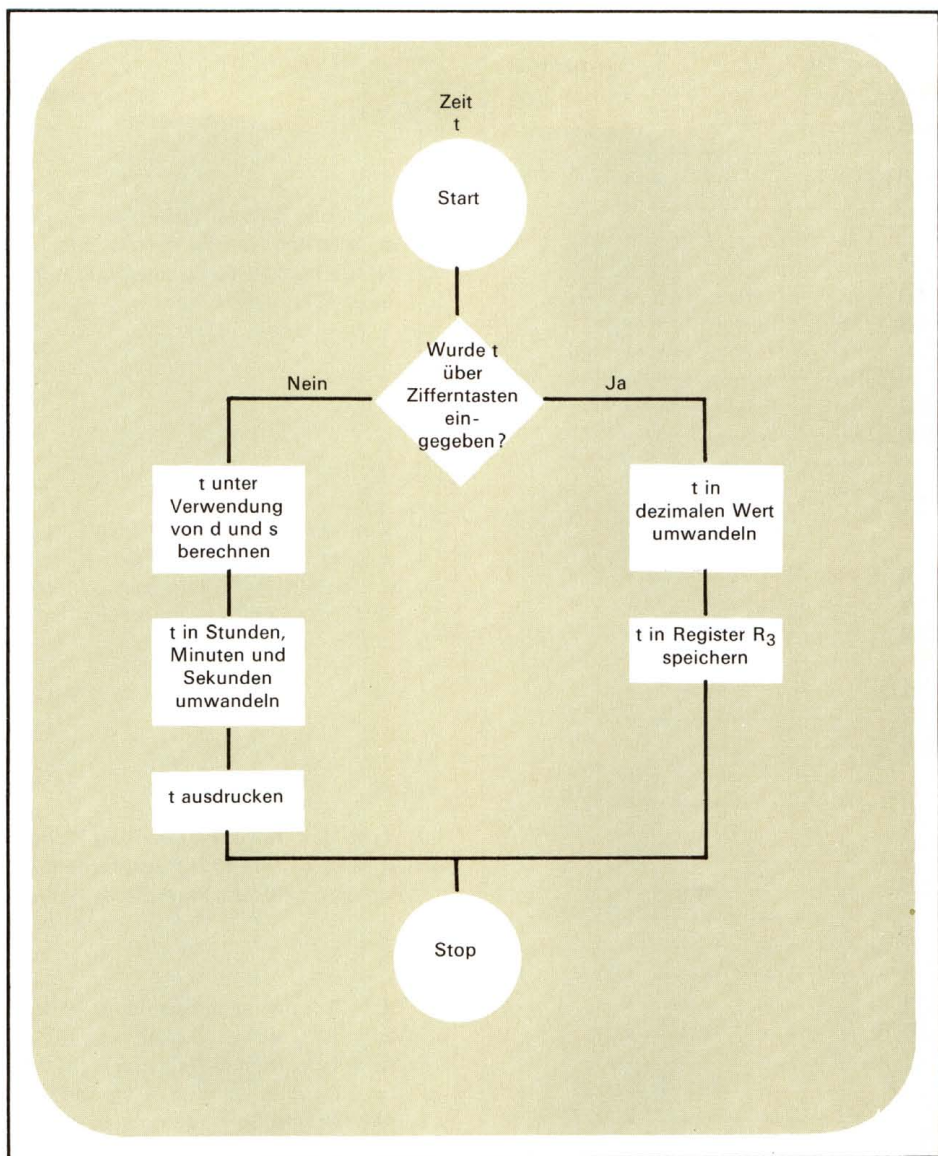 Zeit
t
Start
Wurde t
über
Zifferntasten
ein-
gegeben?
Nein
Ja
t unter
Verwendung
von d und s
berechnen
t in Stunden,
Minuten und
Sekunden
umwandeln
t ausdrucken
t in
dezimalen Wert
umwandeln
t in Register R3
speichern
Stop